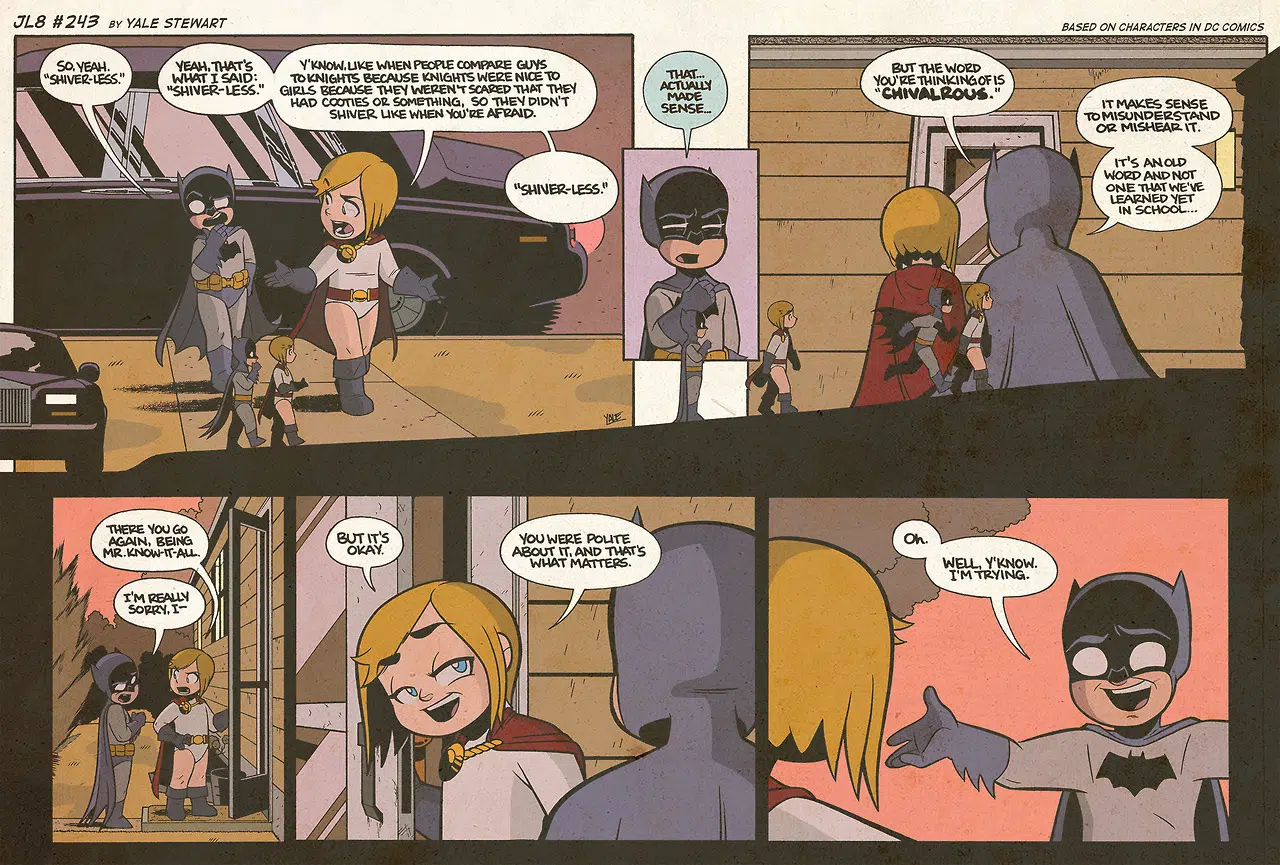 JL8 #243 BY YALE STEWART
BASED ON CHARACTERS IN DC COMICS
SO, YEAH.
"SHIVER-LESS."
YEAH, THAT'S
WHAT I SAID:
"SHIVER-LESS."
Y'KNOW, LIKE WHEN PEOPLE COMPARE GUYS
TO KNIGHTS BECAUSE KNIGHTS WERE NICE TO
GIRLS BECAUSE THEY WEREN'T SCARED THAT THEY
HAD COOTIES OR SOMETHING, SO THEY DIDN'T
SHIVER LIKE WHEN YOU'RE AFRAID.
"SHIVER-LESS."
YALE
THAT...
ACTUALLY
MADE
SENSE...
BUT THE WORD
YOU'RE THINKING OF IS
"CHIVALROUS."
IT MAKES SENSE
TO MISUNDERSTAND
OR MISHEAR IT.
IT'S AN OLD
WORD AND NOT
ONE THAT WE'VE
LEARNED YET
IN SCHOOL...
THERE YOU GO
AGAIN, BEING
MR. KNOW-IT-ALL.
I'M REALLY
SORRY, I-
BUT IT'S
OKAY.
YOU WERE POLITE
ABOUT IT, AND THAT'S
WHAT MATTERS.
Oh.
WELL, Y'KNOW.
I'M TRYING.